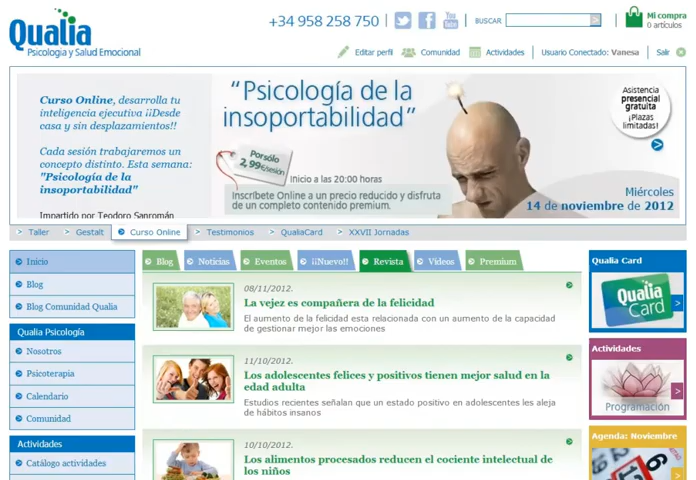 Qualia
Psicología y Salud Emocional
+34 958 258 750
You
Tube
BUSCAR
Mi compra
0 artículos
Editar perfil
Comunidad
Actividades
Usuario Conectado: Vanesa
Salir
Curso Online, desarrolla tu
inteligencia ejecutiva ¡¡Desde
casa y sin desplazamientos!!
Cada sesión trabajaremos un
concepto distinto. Esta semana:
"Psicología de la
insoportabilidad"
Impartido por Teodoro Sanromán
“Psicología de la
insoportabilidad”
Por sólo
2,99€/sesión
Inicio a las 20:00 horas
Inscríbete Online a un precio reducido y disfruta
de un completo contenido premium.
Asistencia
presencial
gratuita
¡Plazas
limitadas!
Miércoles
14 de noviembre de 2012
Taller
Gestalt
Curso Online
Testimonios
QualiaCard
XXVII Jornadas
Inicio
Blog
Blog Comunidad Qualia
Qualia Psicología
Nosotros
Psicoterapia
Calendario
Comunidad
Actividades
Catálogo actividades
Blog
Noticias
Eventos
¡¡Nuevo!!
Revista
Vídeos
Premium
08/11/2012.
La vejez es compañera de la felicidad
El aumento de la felicidad esta relacionada con un aumento de la capacidad
de gestionar mejor las emociones
11/10/2012.
Los adolescentes felices y positivos tienen mejor salud en la
edad adulta
Estudios recientes señalan que un estado positivo en adolescentes les aleja
de hábitos insanos
10/10/2012.
Los alimentos procesados reducen el cociente intelectual de
los niños
Qualia Card
Qualia
Card
Actividades
Programación
Agenda: Noviembre